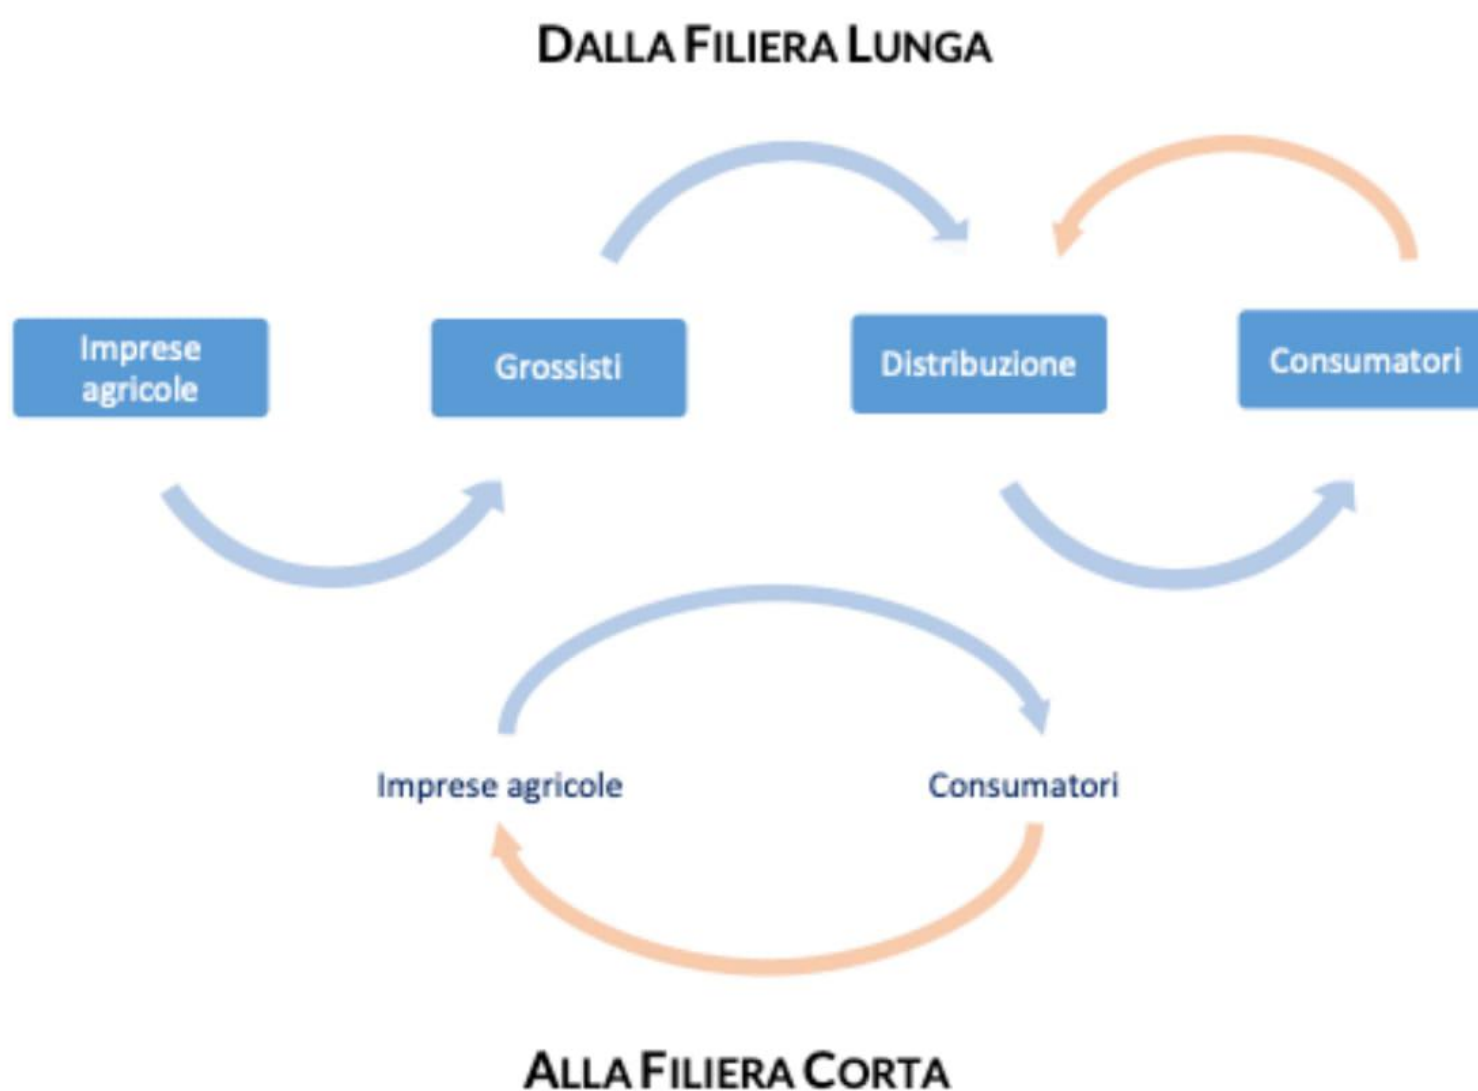 DALLA FILIERA LUNGA
Imprese
agricole
Grossisti
Distribuzione
Consumatori
Imprese agricole
Consumatori
ALLA FILIERA CORTA